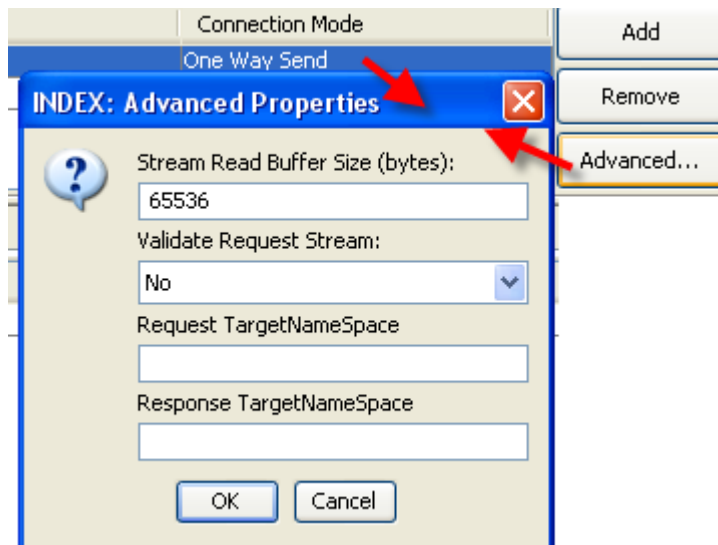 Connection Mode
Add
One Way Send
INDEX: Advanced Properties
Remove
Stream Read Buffer Size (bytes):
Advanced...
65536
Validate Request Stream:
No
Request TargetNameSpace
Response TargetNameSpace
OK
Cancel